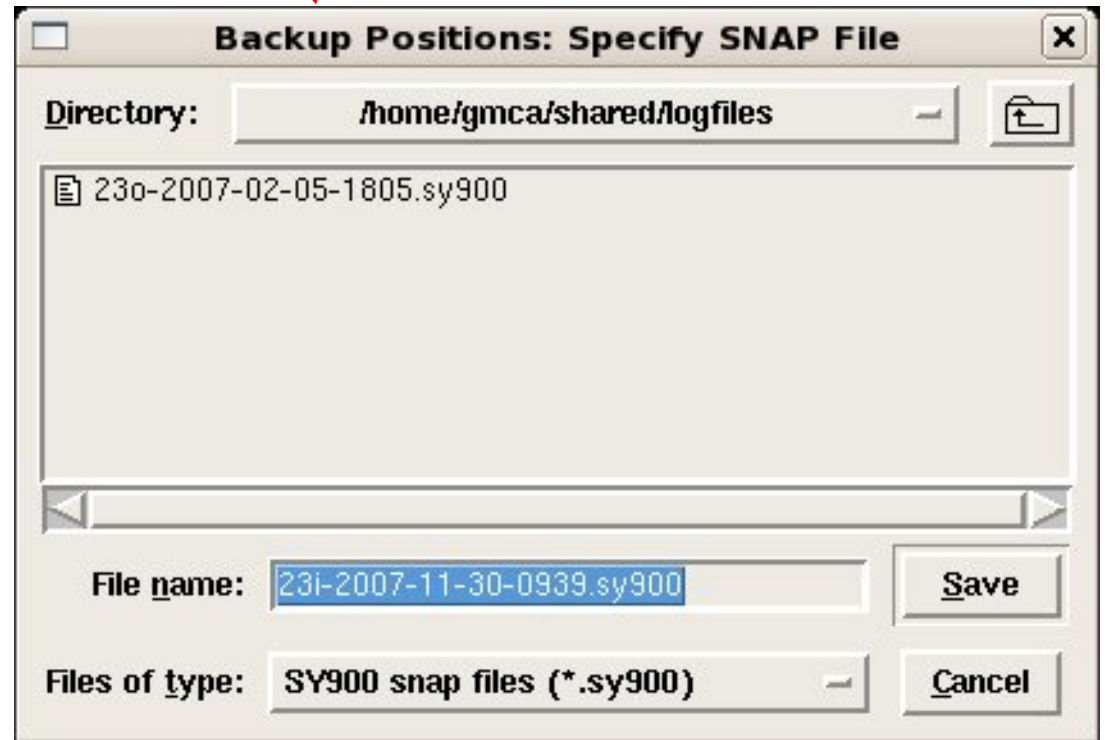 Backup Positions: Specify SNAP File
Directory: /home/gmca/shared/logfiles
23o-2007-02-05-1805.sy900
File name: 23i-2007-11-30-0939.sy900 Save
Files of type: SY900 snap files (*.sy900) Cancel